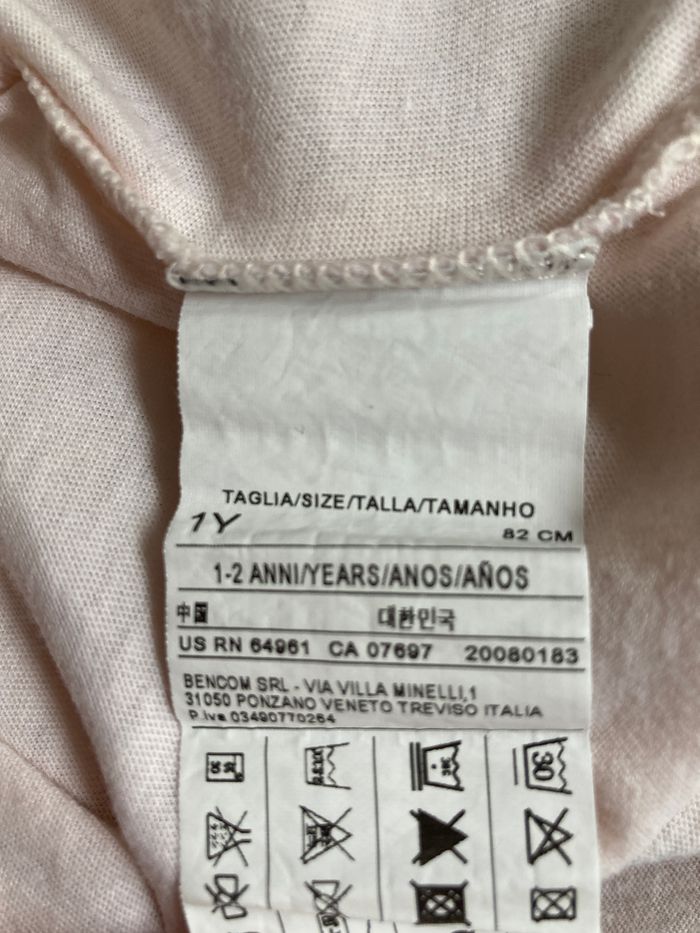 TAGLIA/SIZE/TALLA/TAMANHO
1Y 82 CM
1-2 ANNI/YEARS/ANOS/AÑOS
中国 대한민국
US RN 64961 CA 07697 20080183
BENCOM SRL - VIA VILLA MINELLI,1
31050 PONZANO VENETO TREVISO ITALIA
P.Iva 03490770264
30